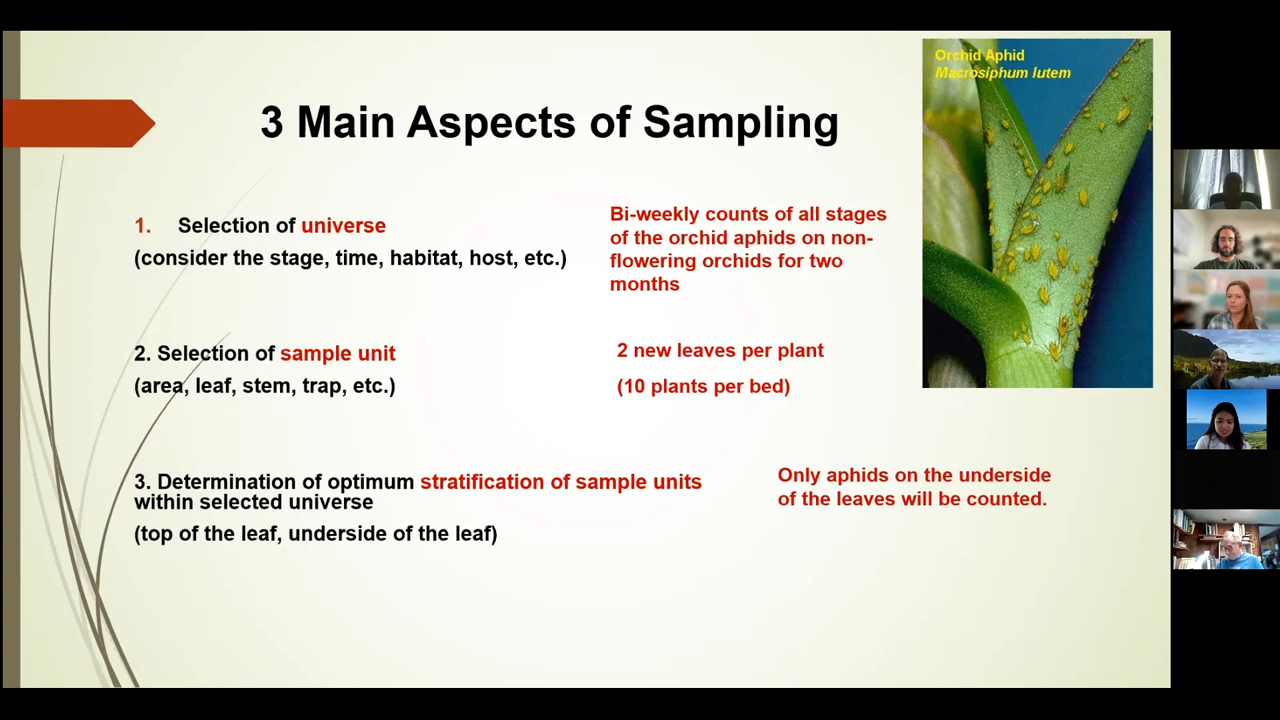 Orchid Aphid
Macrosiphum lutem
3 Main Aspects of Sampling
1. Selection of universe
(consider the stage, time, habitat, host, etc.)
Bi-weekly counts of all stages
of the orchid aphids on non-
flowering orchids for two
months
2. Selection of sample unit
(area, leaf, stem, trap, etc.)
2 new leaves per plant
(10 plants per bed)
3. Determination of optimum stratification of sample units
within selected universe
(top of the leaf, underside of the leaf)
Only aphids on the underside
of the leaves will be counted.